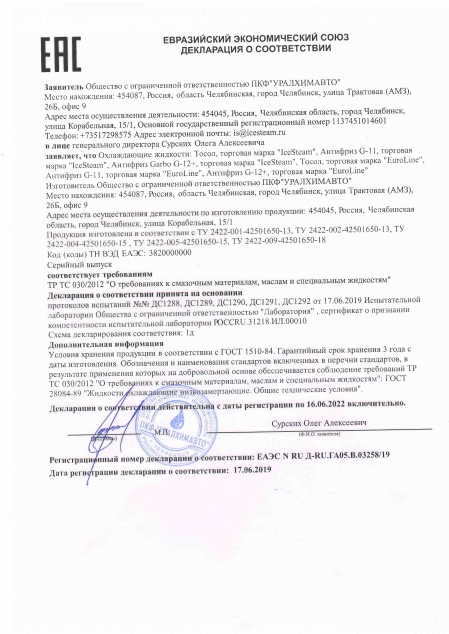 EAC
ЕВРАЗИЙСКИЙ ЭКОНОМИЧЕСКИЙ СОЮЗ
ДЕКЛАРАЦИЯ О СООТВЕТСТВИИ
Заявитель Общество с ограниченной ответственностью ПКФ"УРАЛХИМАВТО"
Место нахождения: 454087, Россия, область Челябинская, город Челябинск, улица Трактовая (АМЗ),
26Б, офис 9
Адрес места осуществления деятельности: 454045, Россия, Челябинская область, город Челябинск,
улица Корабельная, 15/1, Основной государственный регистрационный номер 1137451014601
Телефон: +73517298575 Адрес электронной почты: is@icesteam.ru
в лице генерального директора Сурских Олега Алексеевича
заявляет, что Охлаждающие жидкости: Тосол, торговая марка "IceSteam", Антифриз G-11, торговая
марка "IceSteam", Антифриз Garbo G-12+, торговая марка "IceSteam", Тосол, торговая марка "EuroLine",
Антифриз G-11, торговая марка "EuroLine", Антифриз G-12+, торговая марка "EuroLine"
Изготовитель Общество с ограниченной ответственностью ПКФ"УРАЛХИМАВТО"
Место нахождения: 454087, Россия, область Челябинская, город Челябинск, улица Трактовая (АМЗ),
26Б, офис 9
Адрес места осуществления деятельности по изготовлению продукции: 454045, Россия, Челябинская
область, город Челябинск, улица Корабельная, 15/1
Продукция изготовлена в соответствии с ТУ 2422-001-42501650-13, ТУ 2422-002-42501650-13, ТУ
2422-004-42501650-15 , ТУ 2422-005-42501650-15, ТУ 2422-009-42501650-18
Код (коды) ТН ВЭД ЕАЭС: 3820000000
Серийный выпуск
соответствует требованиям
ТР ТС 030/2012 "О требованиях к смазочным материалам, маслам и специальным жидкостям"
Декларация о соответствии принята на основании
протоколов испытаний №№ ДС1288, ДС1289, ДС1290, ДС1291, ДС1292 от 17.06.2019 Испытательной
лаборатории Общества с ограниченной ответственностью "Лаборатория" , сертификат о признании
компетентности испытательной лаборатории РОССRU.31218.ИЛ.00010
Схема декларирования соответствия: 1д
Дополнительная информация
Условия хранения продукции в соответствии с ГОСТ 1510-84. Гарантийный срок хранения 3 года с
даты изготовления. Обозначения и наименования стандартов, включенных в перечни стандартов, в
результате применения которых на добровольной основе обеспечивается соблюдение требований ТР
ТС 030/2012 "О требованиях к смазочным материалам, маслам и специальным жидкостям": ГОСТ
28084-89 "Жидкости охлаждающие низкозамерзающие. Общие технические условия".
Декларация о соответствии действительна с даты регистрации по 16.06.2022 включительно.
Сурских Олег Алексеевич
(подпись) М.П. (Ф.И.О. заявителя)
ПКФ«УРАЛХИМАВТО»
Регистрационный номер декларации о соответствии: ЕАЭС N RU Д-RU.ГА05.В.03258/19
Дата регистрации декларации о соответствии: 17.06.2019